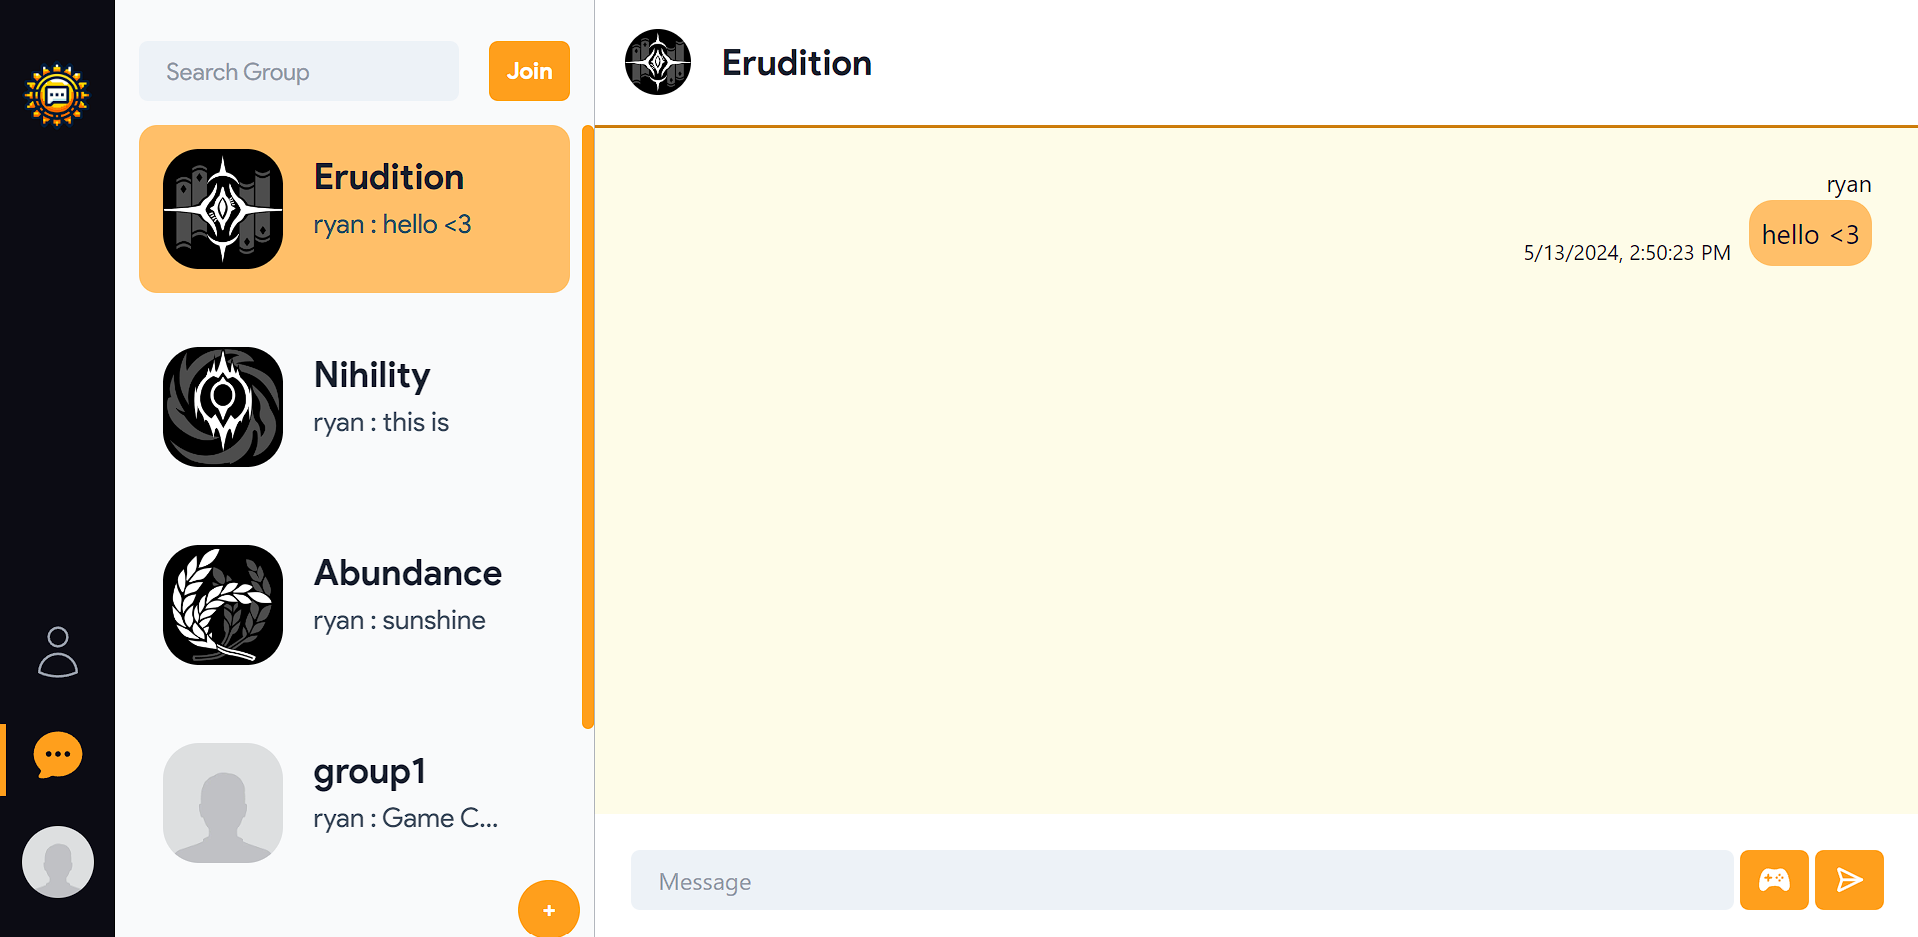 Search Group
Join
Erudition
ryan : hello <3
Nihility
ryan : this is
Abundance
ryan : sunshine
group1
ryan : Game C...
+
Erudition
ryan
hello <3
5/13/2024, 2:50:23 PM
Message